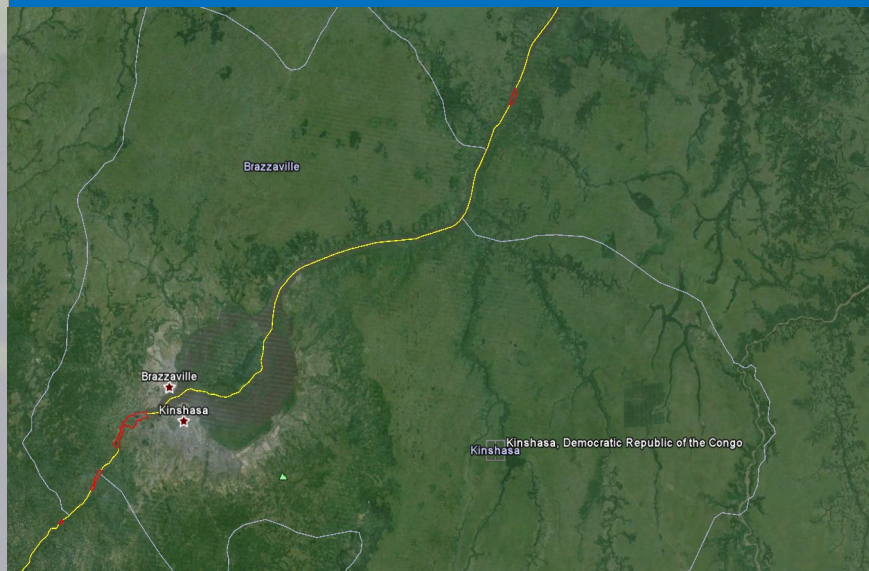 Brazzaville
Brazzaville
Kinshasa
Kinshasa, Democratic Republic of the Congo
Kinshasa